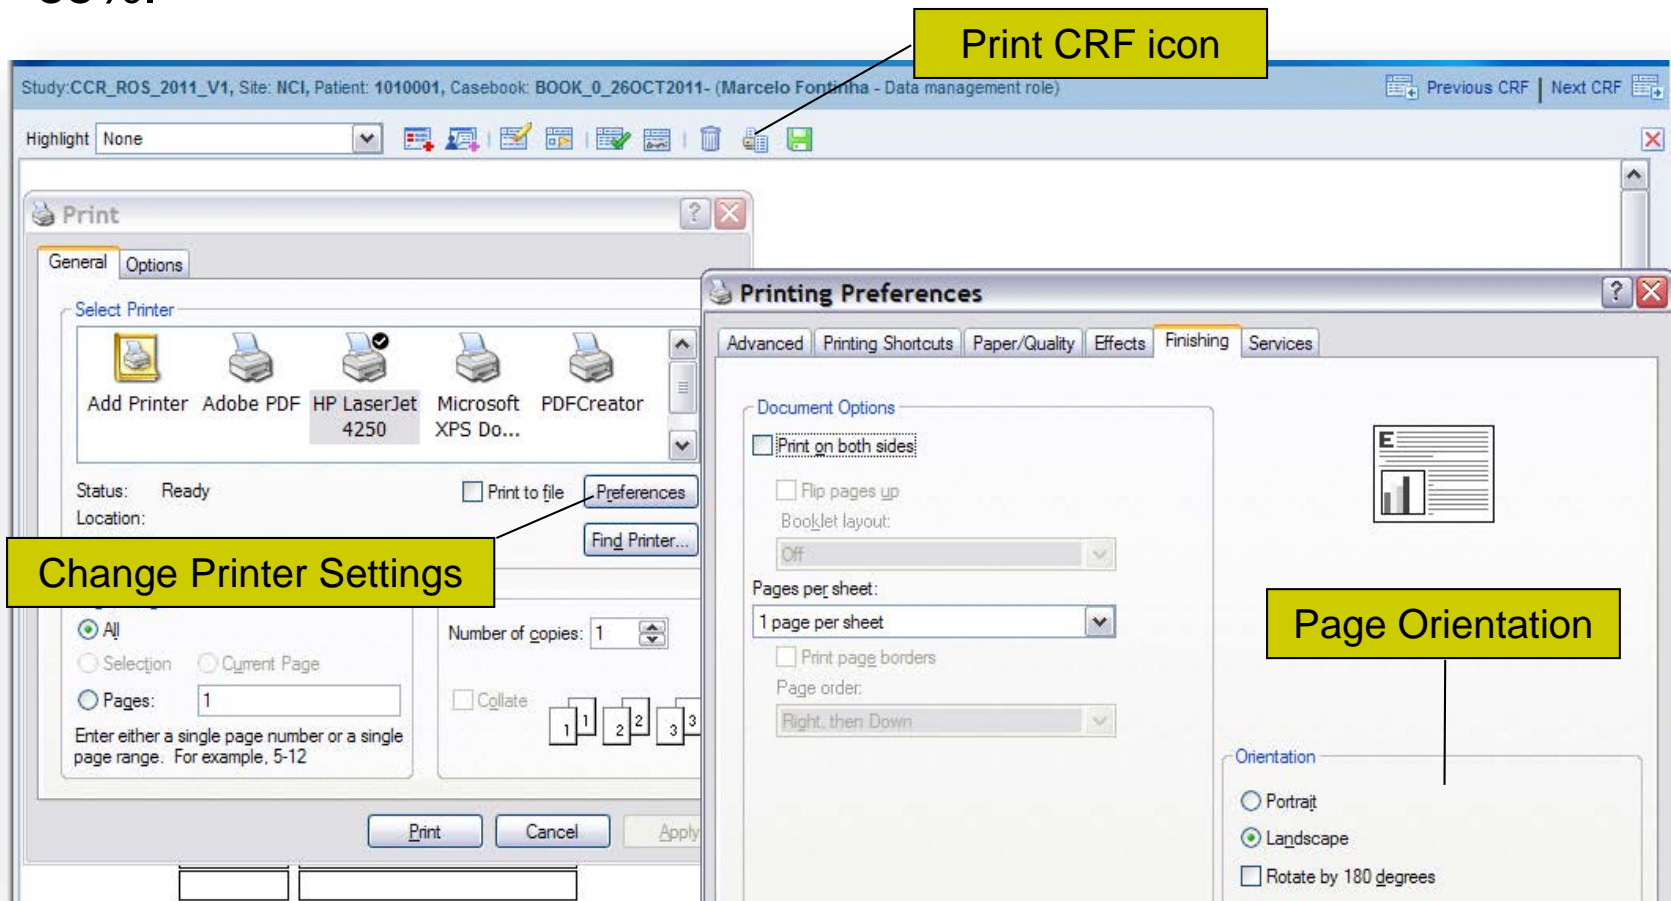 Print CRF icon
Study:CCR_ROS_2011_V1, Site: NCI, Patient: 1010001, Casebook: BOOK_0_26OCT2011- (Marcelo Fontinha - Data management role)
Previous CRF | Next CRF
Highlight None
Print
General Options
Select Printer
Add Printer Adobe PDF HP LaserJet 4250 Microsoft XPS Do... PDFCreator
Status: Ready
Print to file Preferences
Location:
Find Printer...
Change Printer Settings
All
Selection Current Page
Pages: 1
Enter either a single page number or a single
page range. For example, 5-12
Number of copies: 1
Collate
1 1 2 2 3 3
Print Cancel Apply
Printing Preferences
Advanced Printing Shortcuts Paper/Quality Effects Finishing Services
Document Options
Print on both sides
Flip pages up
Booklet layout:
Off
Pages per sheet:
1 page per sheet
Print page borders
Page order:
Right, then Down
E
Page Orientation
Orientation
Portrait
Landscape
Rotate by 180 degrees